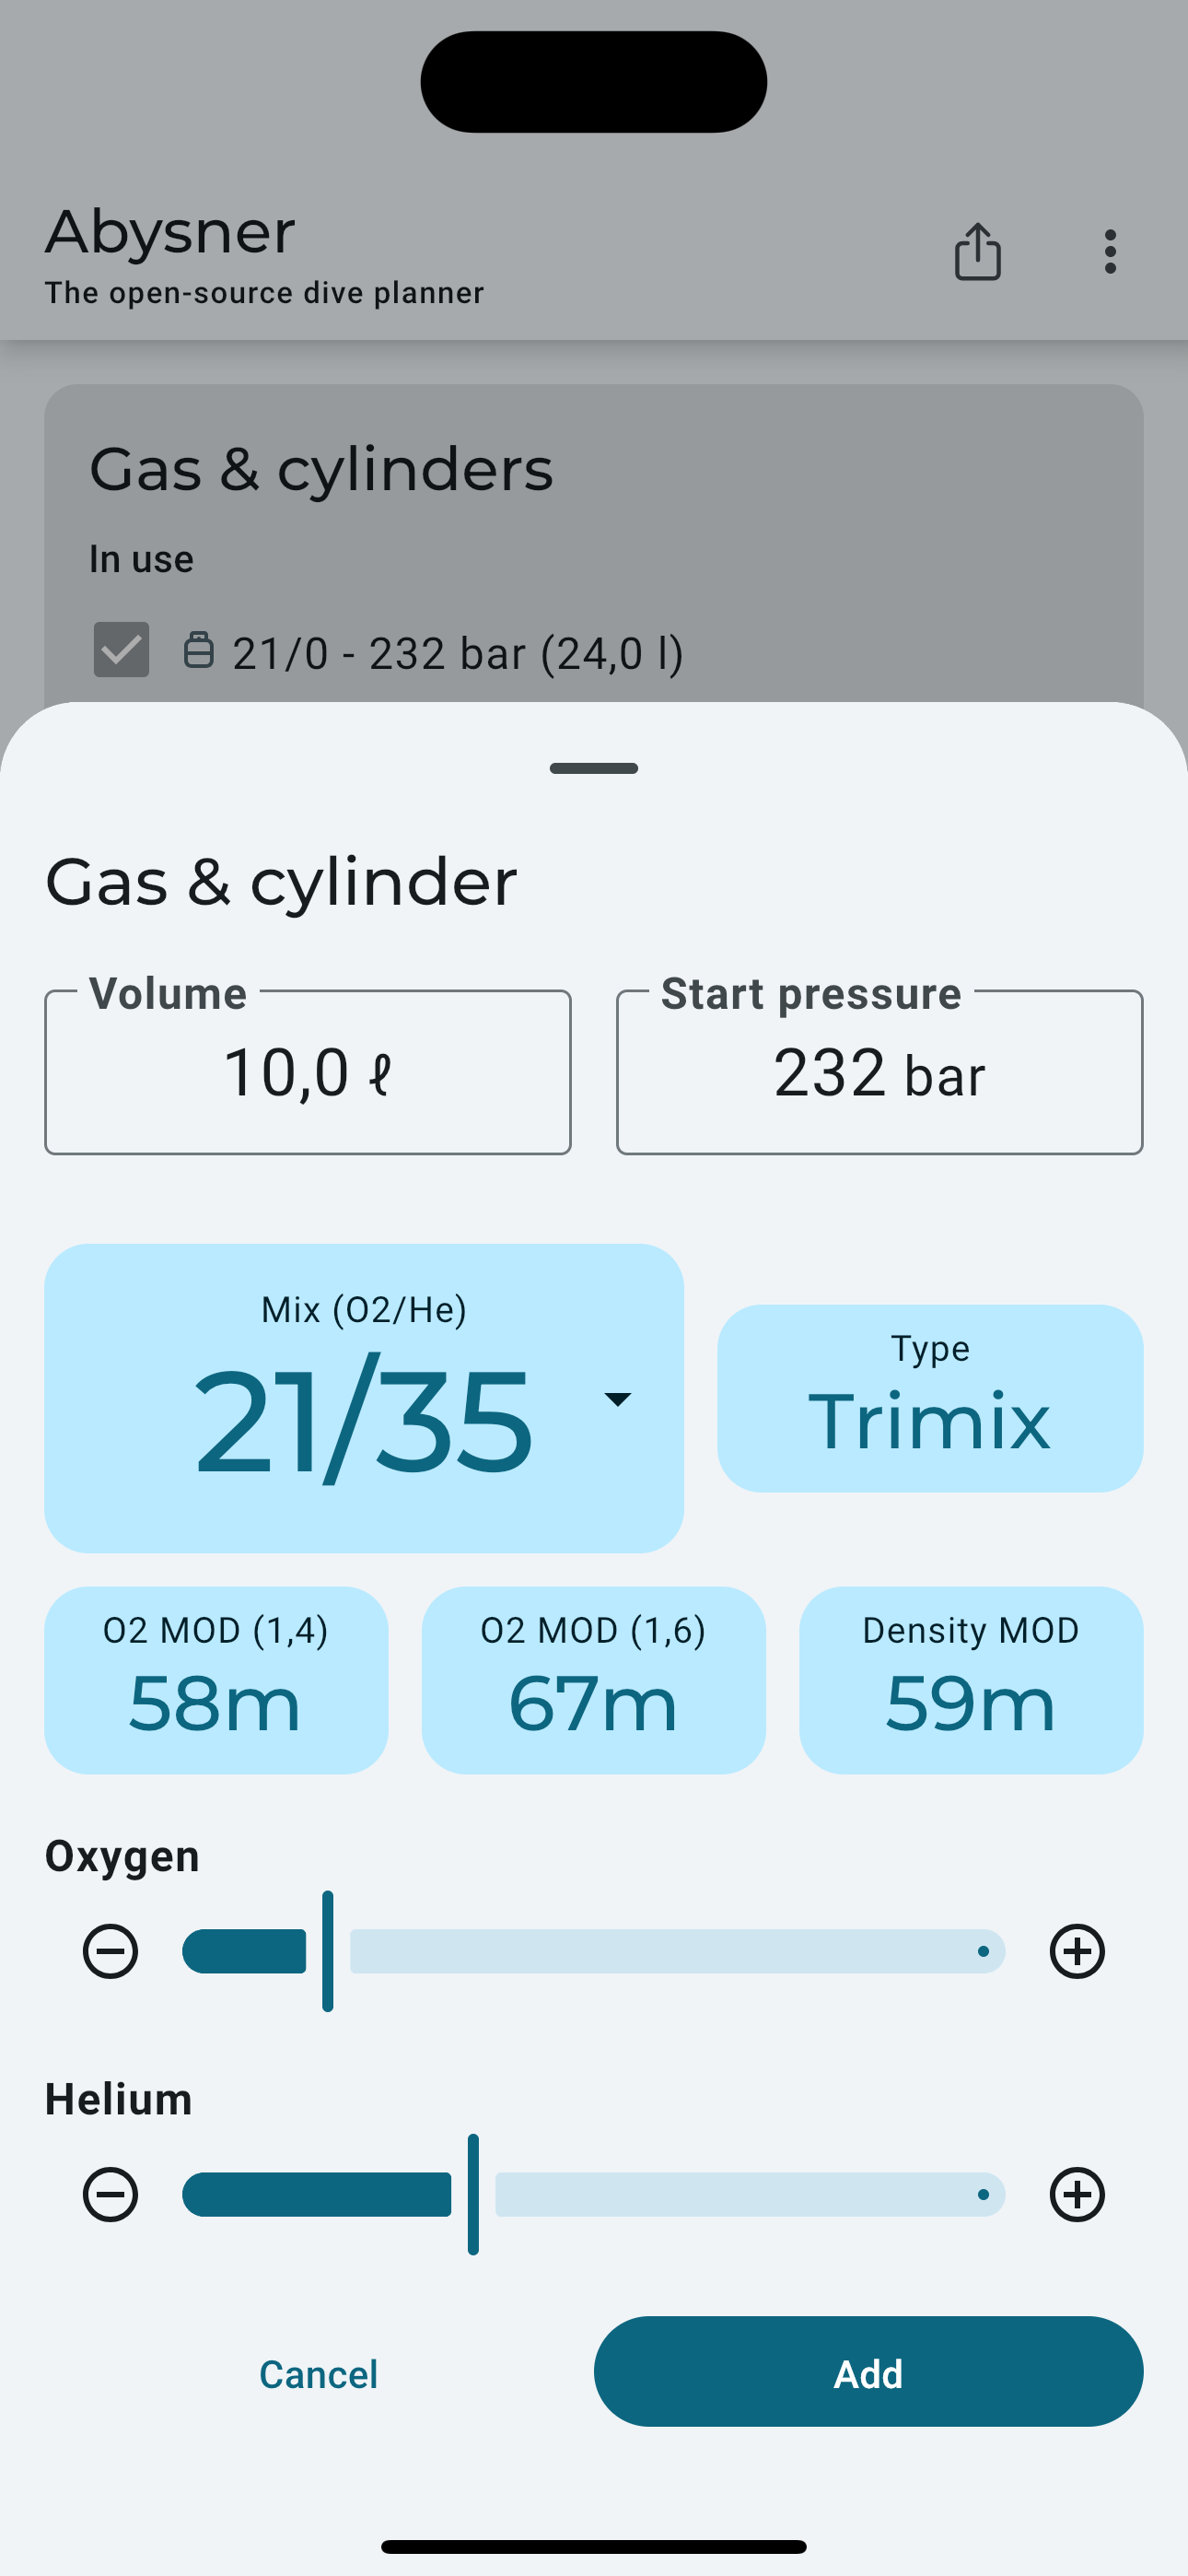 Abysner
The open-source dive planner
Gas & cylinders
In use
21/0 - 232 bar (24,0 l)
Gas & cylinder
Volume
10,0 ℓ
Start pressure
232 bar
Mix (O2/He)
21/35
Type
Trimix
O2 MOD (1,4)
58m
O2 MOD (1,6)
67m
Density MOD
59m
Oxygen
Helium
Cancel
Add